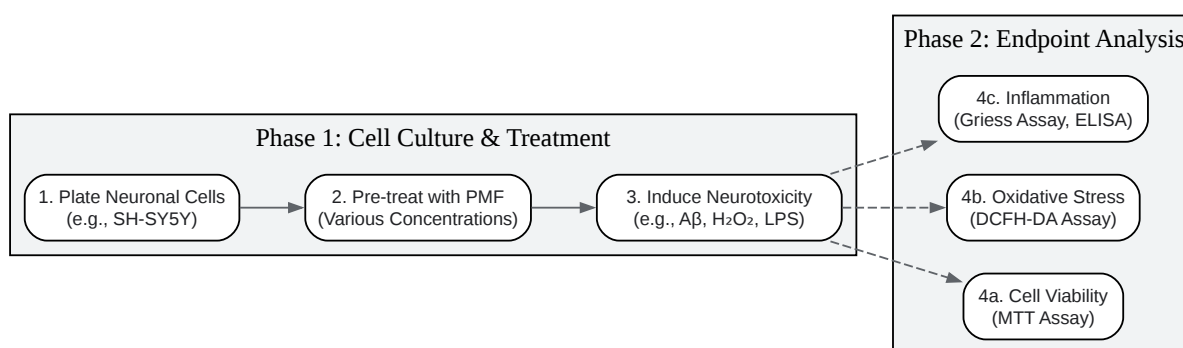 Phase 1: Cell Culture & Treatment
1. Plate Neuronal Cells
(e.g., SH-SY5Y)
2. Pre-treat with PMF
(Various Concentrations)
3. Induce Neurotoxicity
(e.g., Aβ, H₂O₂, LPS)
Phase 2: Endpoint Analysis
4c. Inflammation
(Griess Assay, ELISA)
4b. Oxidative Stress
(DCFH-DA Assay)
4a. Cell Viability
(MTT Assay)